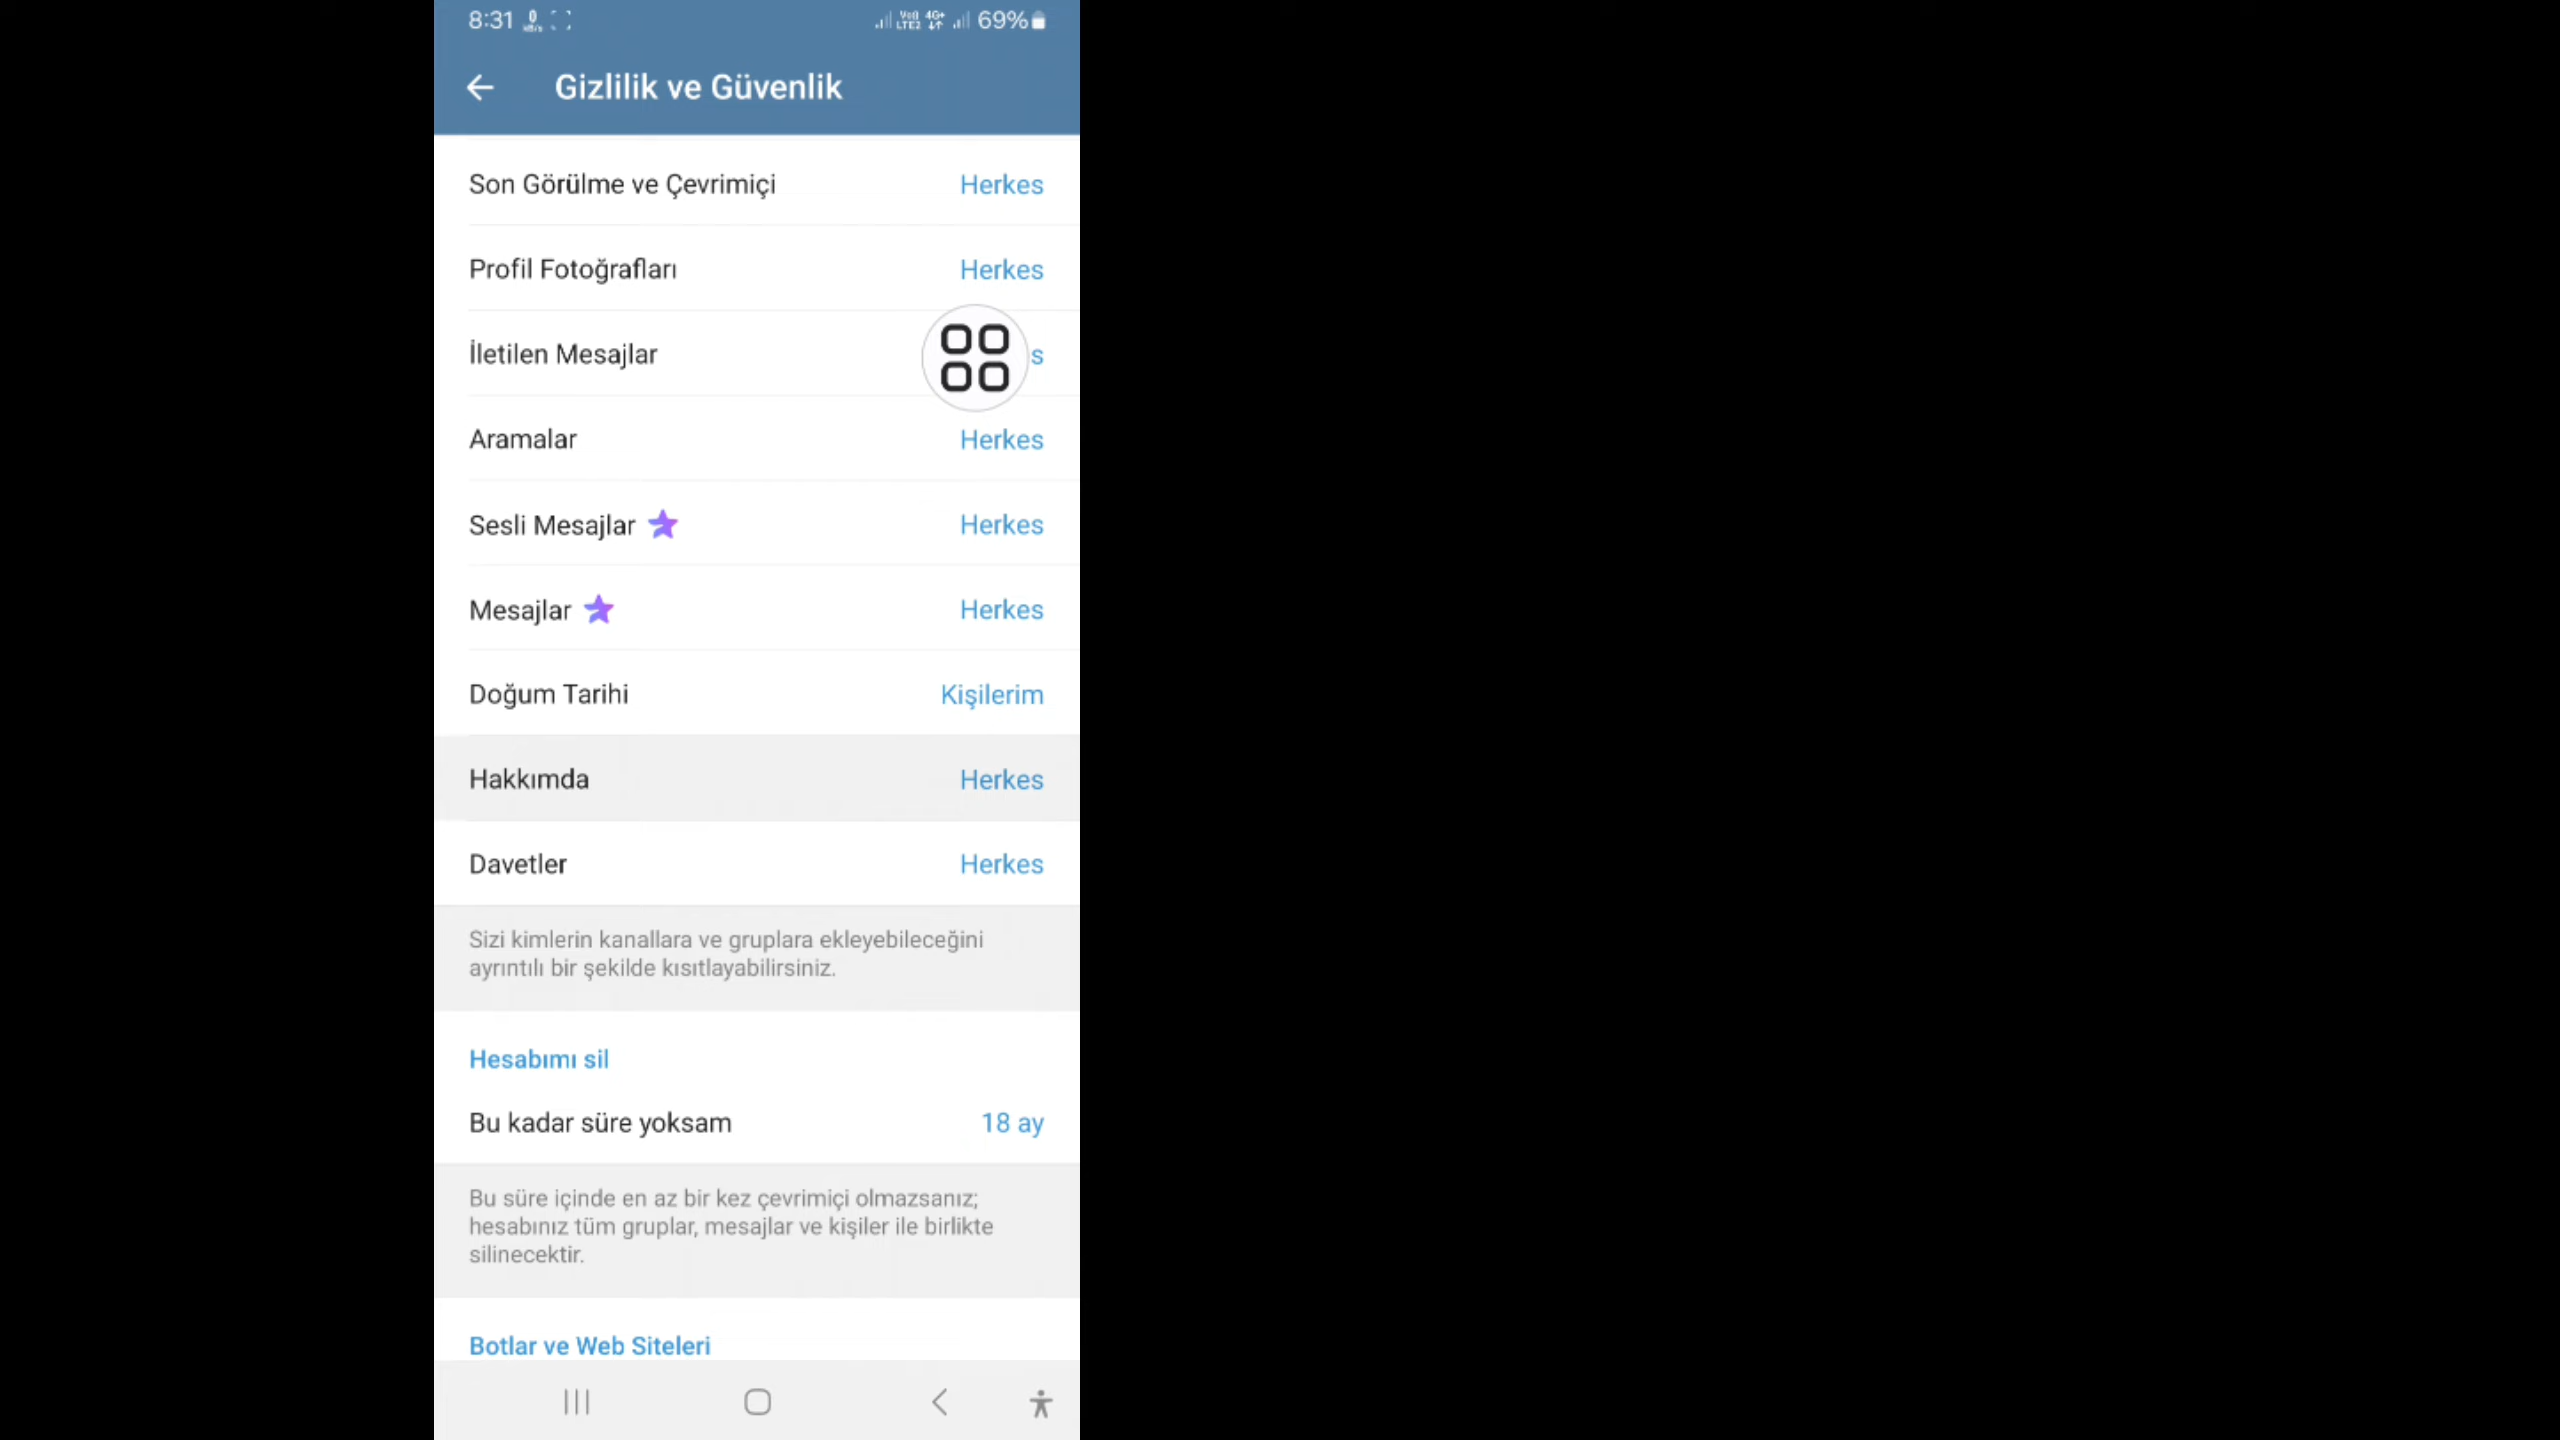 8:31 69%
Gizlilik ve Güvenlik
Son Görülme ve Çevrimiçi Herkes
Profil Fotoğrafları Herkes
İletilen Mesajlar s
Aramalar Herkes
Sesli Mesajlar Herkes
Mesajlar Herkes
Doğum Tarihi Kişilerim
Hakkımda Herkes
Davetler Herkes
Sizi kimlerin kanallara ve gruplara ekleyebileceğini
ayrıntılı bir şekilde kısıtlayabilirsiniz.
Hesabımı sil
Bu kadar süre yoksam 18 ay
Bu süre içinde en az bir kez çevrimiçi olmazsanız;
hesabınız tüm gruplar, mesajlar ve kişiler ile birlikte
silinecektir.
Botlar ve Web Siteleri